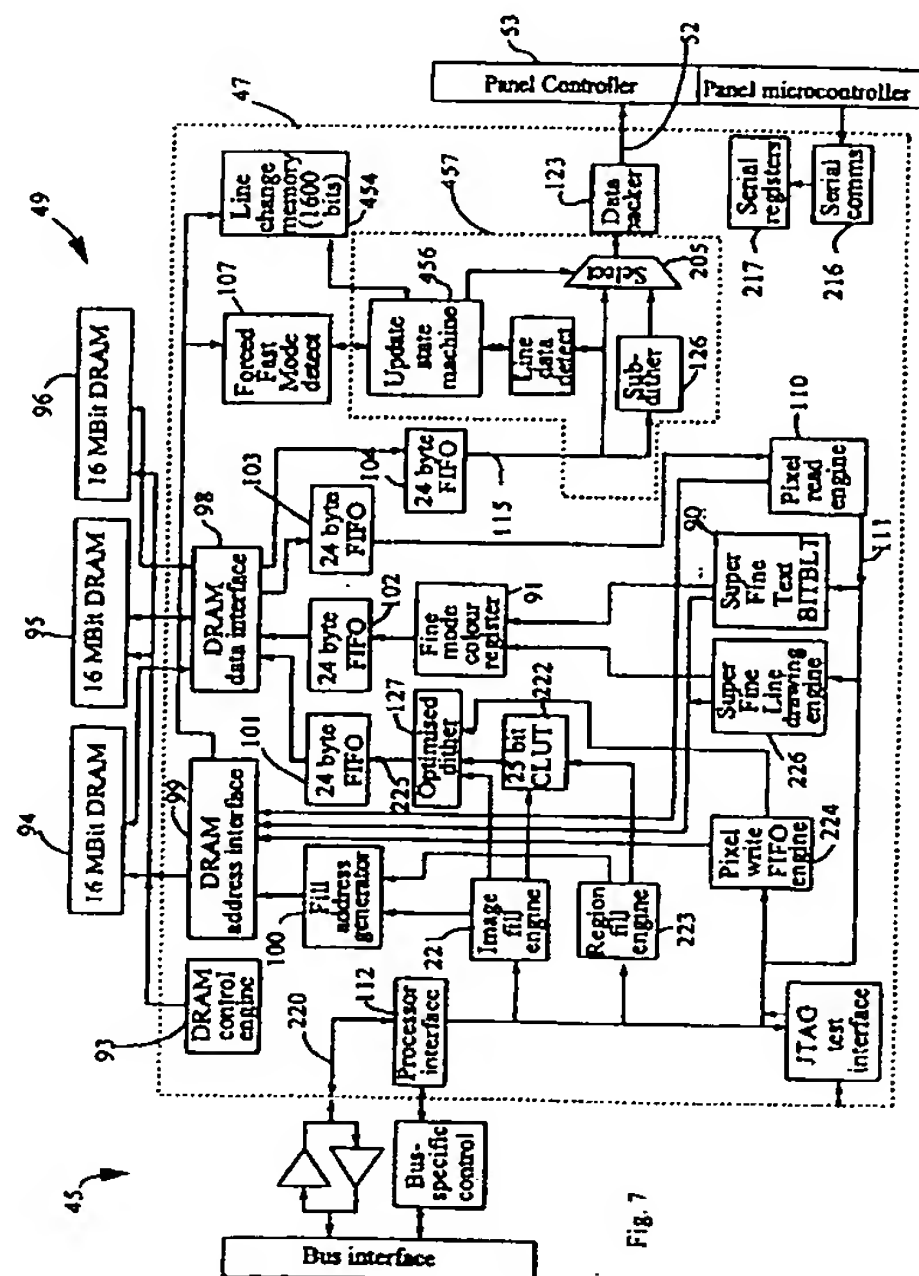 49
45
47
94
95
96
16 MBit DRAM
16 MBit DRAM
16 MBit DRAM
93
DRAM
control
engine
99
DRAM
address interface
98
DRAM
data interface
107
Forced
Fast
Mode
detect
Line
change
memory
(1600
bits)
454
53
Panel Controller
Panel microcontroller
52
220
112
Processor
interface
Bus-
specific
control
Bus interface
100
Fill
address
generator
101
24 byte
FIFO
225
102
24 byte
FIFO
103
24 byte
FIFO
104
24 byte
FIFO
115
456
Update
state
machine
457
Line
data
detect
Select
205
Sub-
dither
126
123
Data
packer
Serial
registers
217
Serial
comms
216
221
Image
fill
engine
127
Optimised
dither
222
25 bit
CLUT
Region
fill engine
223
91
Fine mode
colour
register
Pixel
write
FIFO
engine
224
Super
Fine
Line
drawing
engine
226
90
Super
Fine
Text
BITBLT
110
Pixel
read
engine
111
JTAG
test
interface
Fig. 7